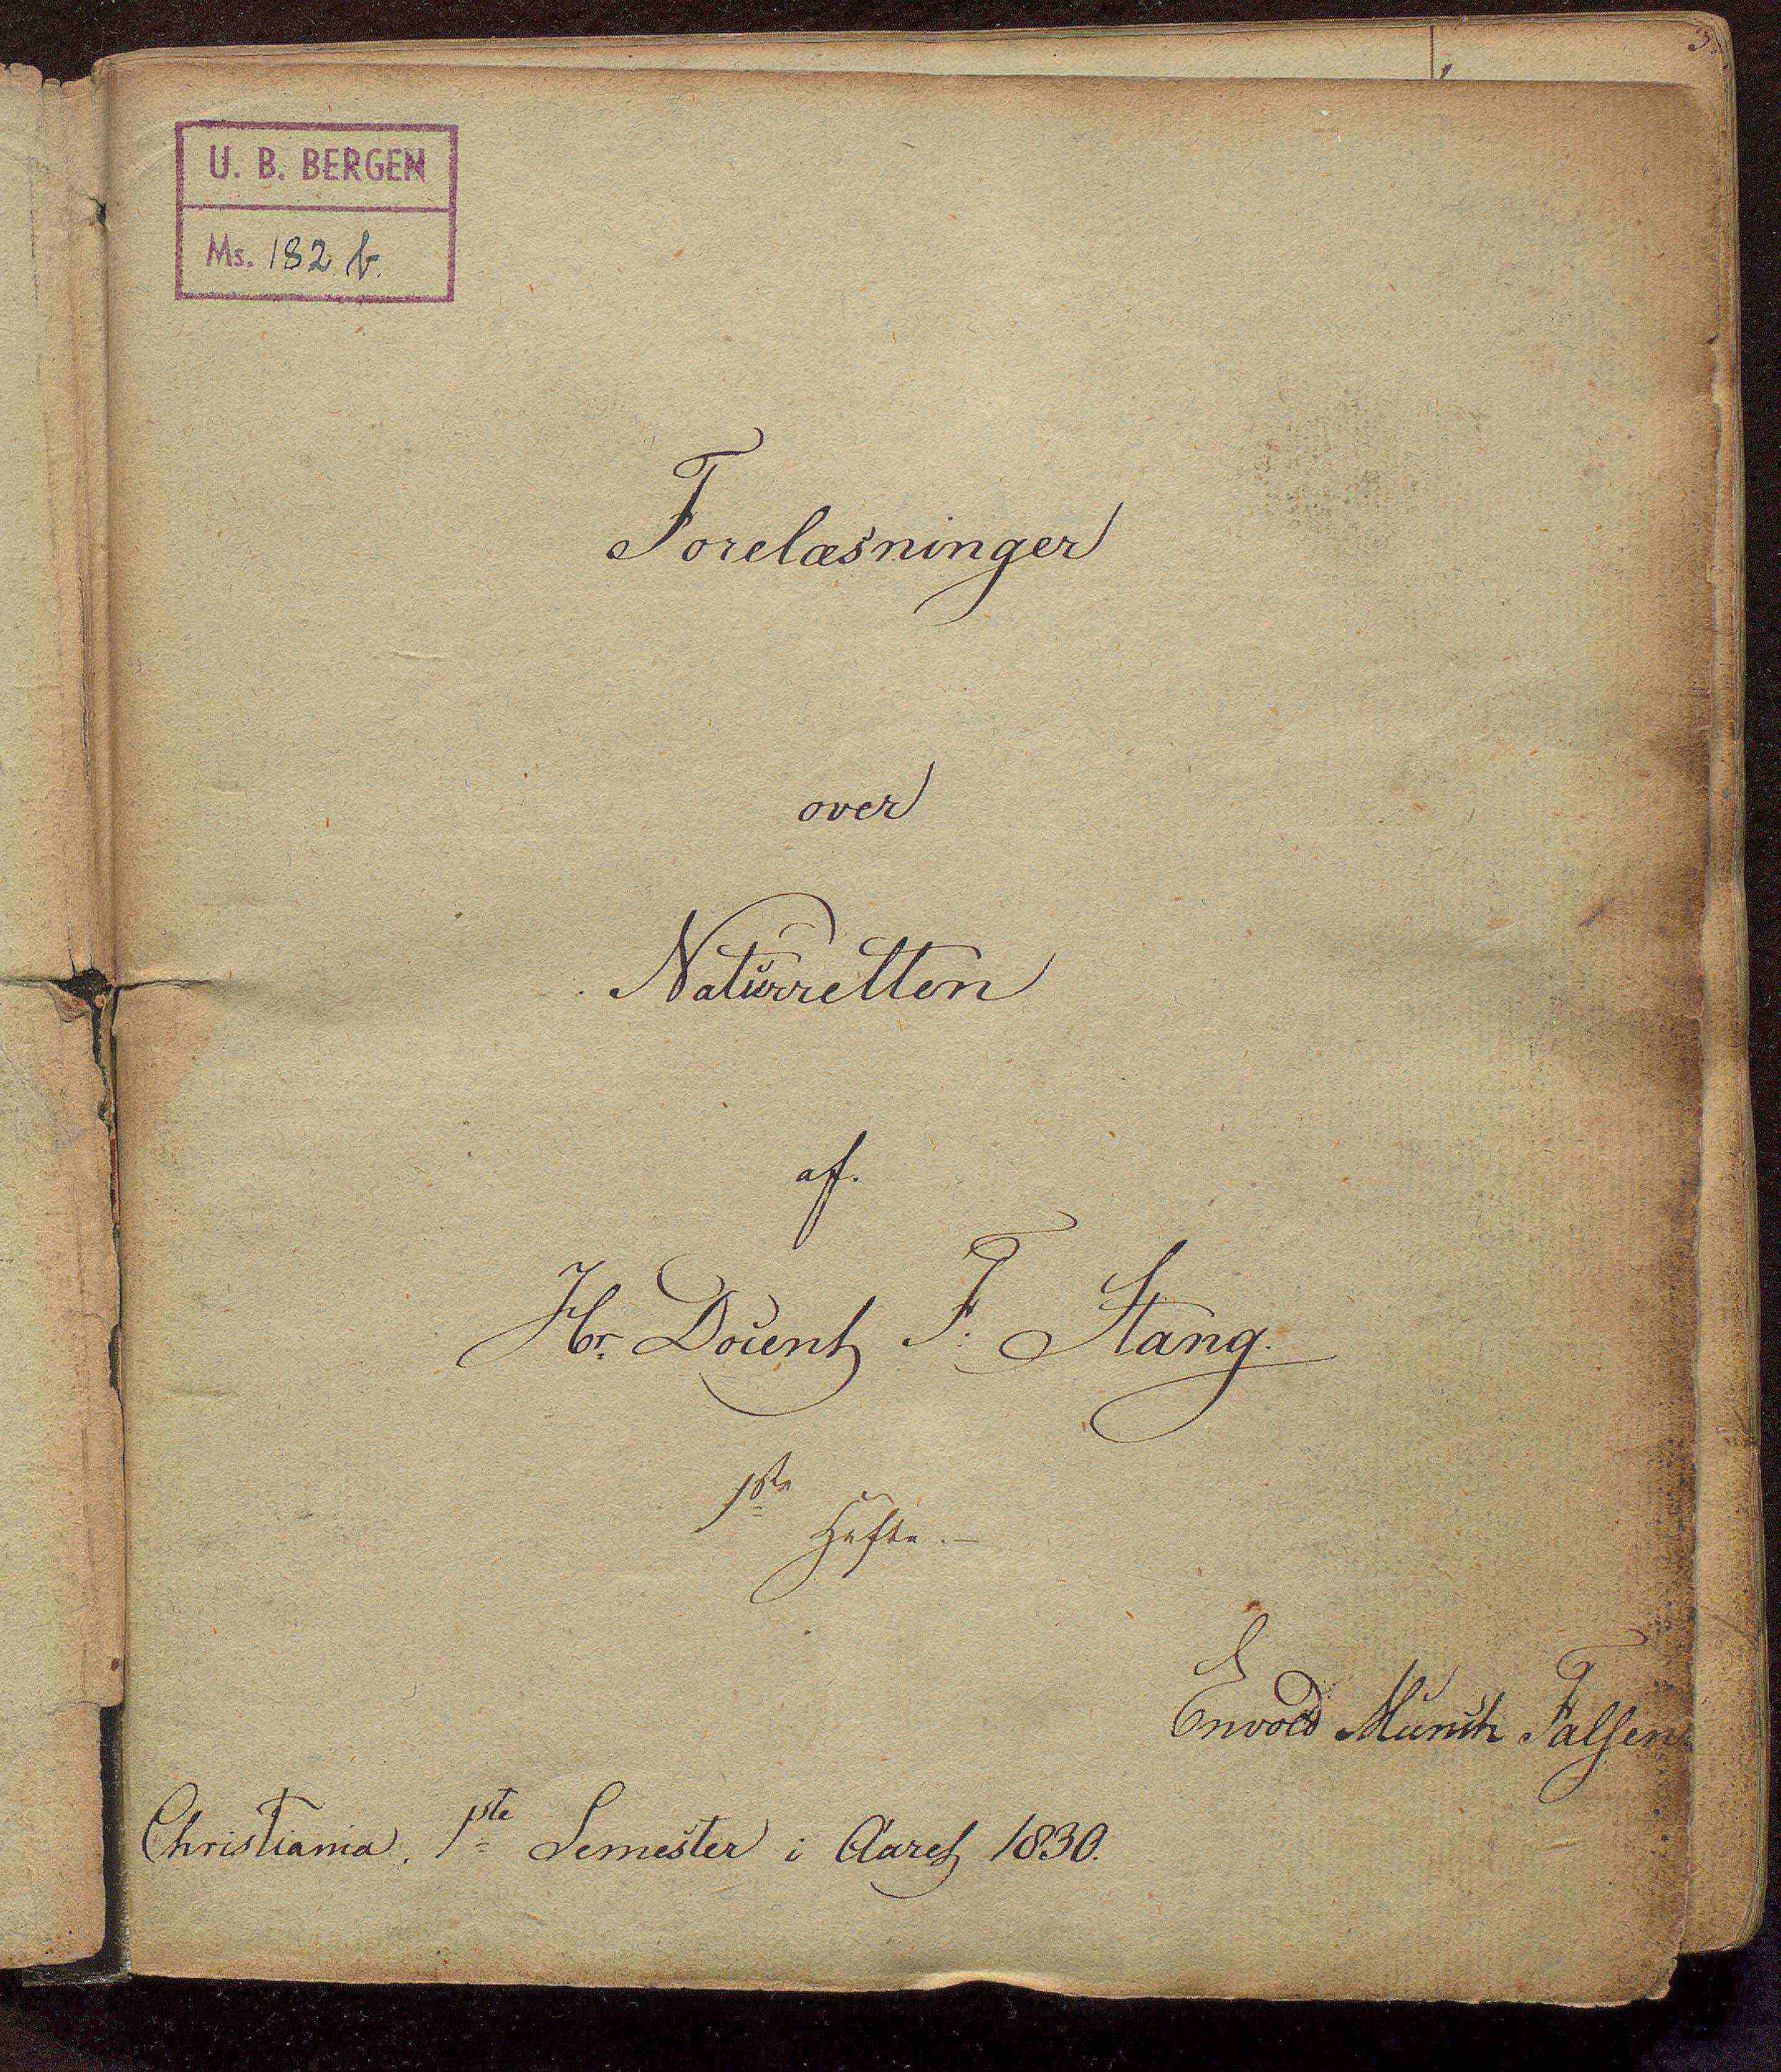 U. B. BERGEN
Ms. 182 b.
Forelæsninger
over
Naturretten
af.
Hr. Docent F. Stang.
1ste
Hefte. —
Envold Munch Falsen
Christiania, 1ste Semester i Aaret 1830.